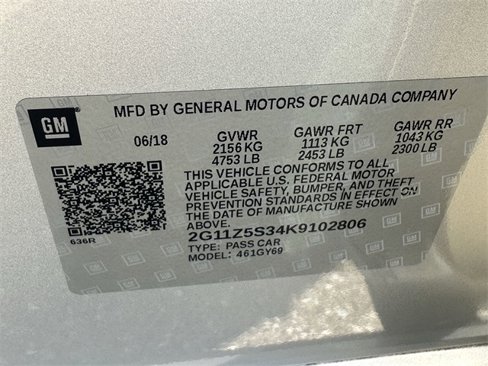 MFD BY GENERAL MOTORS OF CANADA COMPANY
GM
06/18 GVWR GAWR FRT GAWR RR
2156 KG 1113 KG 1043 KG
4753 LB 2453 LB 2300 LB
THIS VEHICLE CONFORMS TO ALL
APPLICABLE U.S. FEDERAL MOTOR
VEHICLE SAFETY, BUMPER, AND THEFT
PREVENTION STANDARDS IN EFFECT ON
THE DATE OF MANUFACTURE SHOWN
ABOVE.
636R
2G11Z5S34K9102806
TYPE: PASS CAR
MODEL: 461GY69